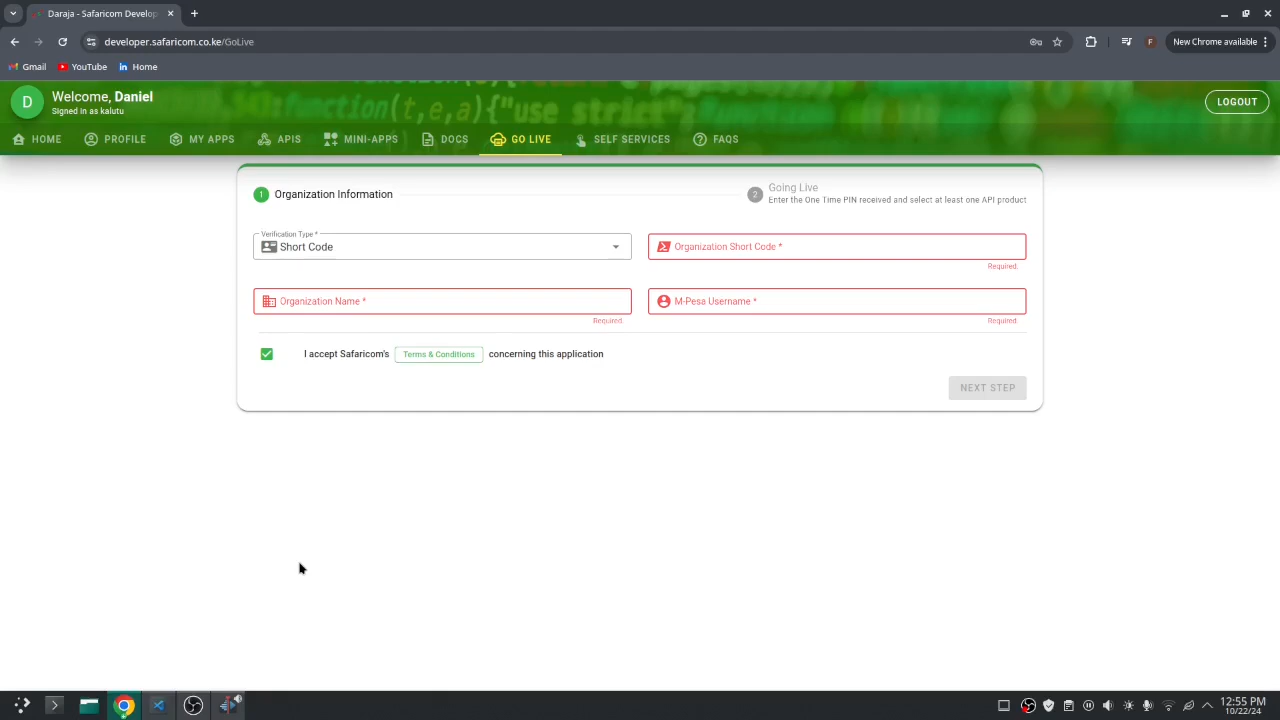 Daraja - Safaricom Develop
developer.safaricom.co.ke/GoLive
F
New Chrome available
Gmail
YouTube
Home
D
Welcome, Daniel
Signed in as kalutu
LOGOUT
HOME
PROFILE
MY APPS
APIS
MINI-APPS
DOCS
GO LIVE
SELF SERVICES
FAQS
function(t,e,a){"use strict";
1
Organization Information
2
Going Live
Enter the One Time PIN received and select at least one API product
Verification Type *
Short Code
Organization Short Code *
Required.
Organization Name *
Required.
M-Pesa Username *
Required.
I accept Safaricom's Terms & Conditions concerning this application
NEXT STEP
12:55 PM
10/22/24